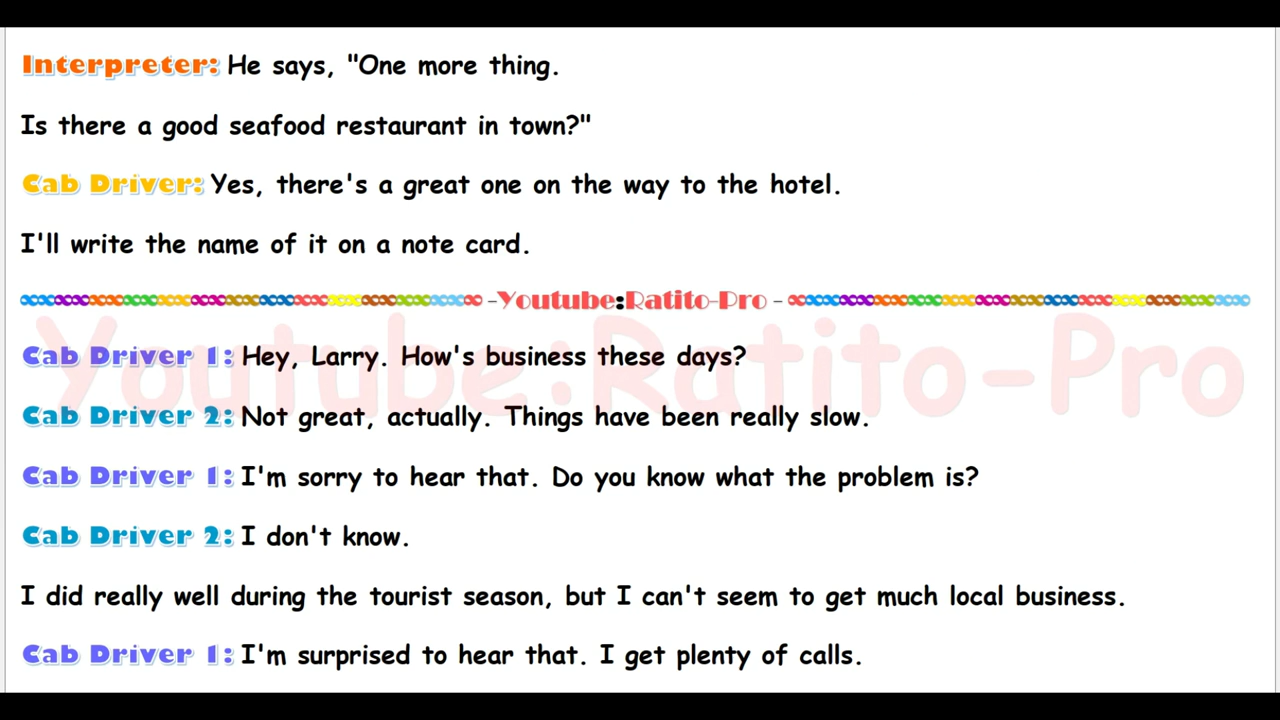 Interpreter: He says, "One more thing.
Is there a good seafood restaurant in town?"
Cab Driver: Yes, there's a great one on the way to the hotel.
I'll write the name of it on a note card.
-Youtube:Ratito-Pro -
Youtube:Ratito-Pro
Cab Driver 1: Hey, Larry. How's business these days?
Cab Driver 2: Not great, actually. Things have been really slow.
Cab Driver 1: I'm sorry to hear that. Do you know what the problem is?
Cab Driver 2: I don't know.
I did really well during the tourist season, but I can't seem to get much local business.
Cab Driver 1: I'm surprised to hear that. I get plenty of calls.